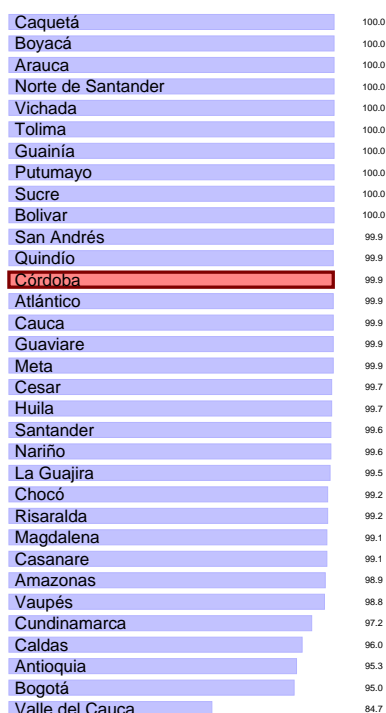 Caquetá 100.0
Boyacá 100.0
Arauca 100.0
Norte de Santander 100.0
Vichada 100.0
Tolima 100.0
Guainía 100.0
Putumayo 100.0
Sucre 100.0
Bolivar 100.0
San Andrés 99.9
Quindío 99.9
Córdoba 99.9
Atlántico 99.9
Cauca 99.9
Guaviare 99.9
Meta 99.9
Cesar 99.7
Huila 99.7
Santander 99.6
Nariño 99.6
La Guajira 99.5
Chocó 99.2
Risaralda 99.2
Magdalena 99.1
Casanare 99.1
Amazonas 98.9
Vaupés 98.8
Cundinamarca 97.2
Caldas 96.0
Antioquia 95.3
Bogotá 95.0
Valle del Cauca 84.7